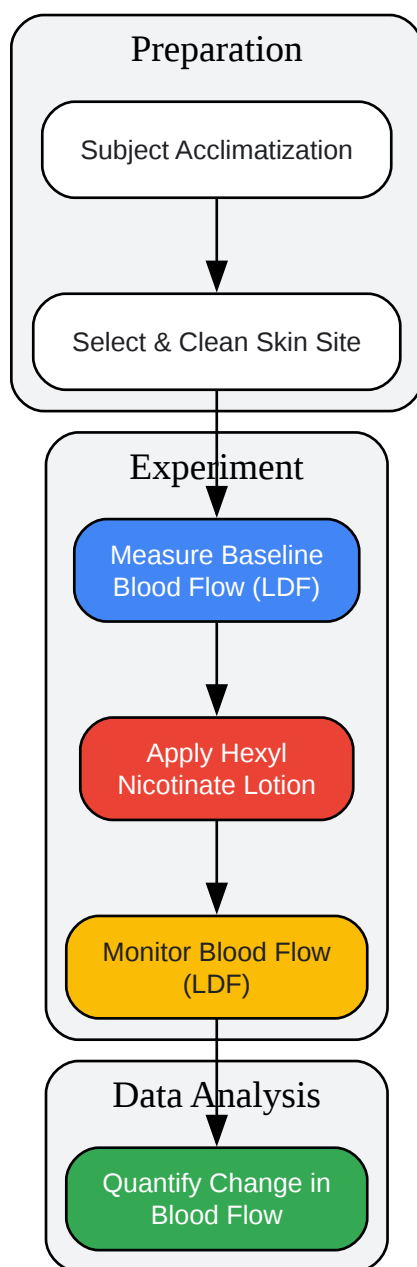 Preparation
Subject Acclimatization
Select & Clean Skin Site
Experiment
Measure Baseline
Blood Flow (LDF)
Apply Hexyl
Nicotinate Lotion
Monitor Blood Flow
(LDF)
Data Analysis
Quantify Change in
Blood Flow